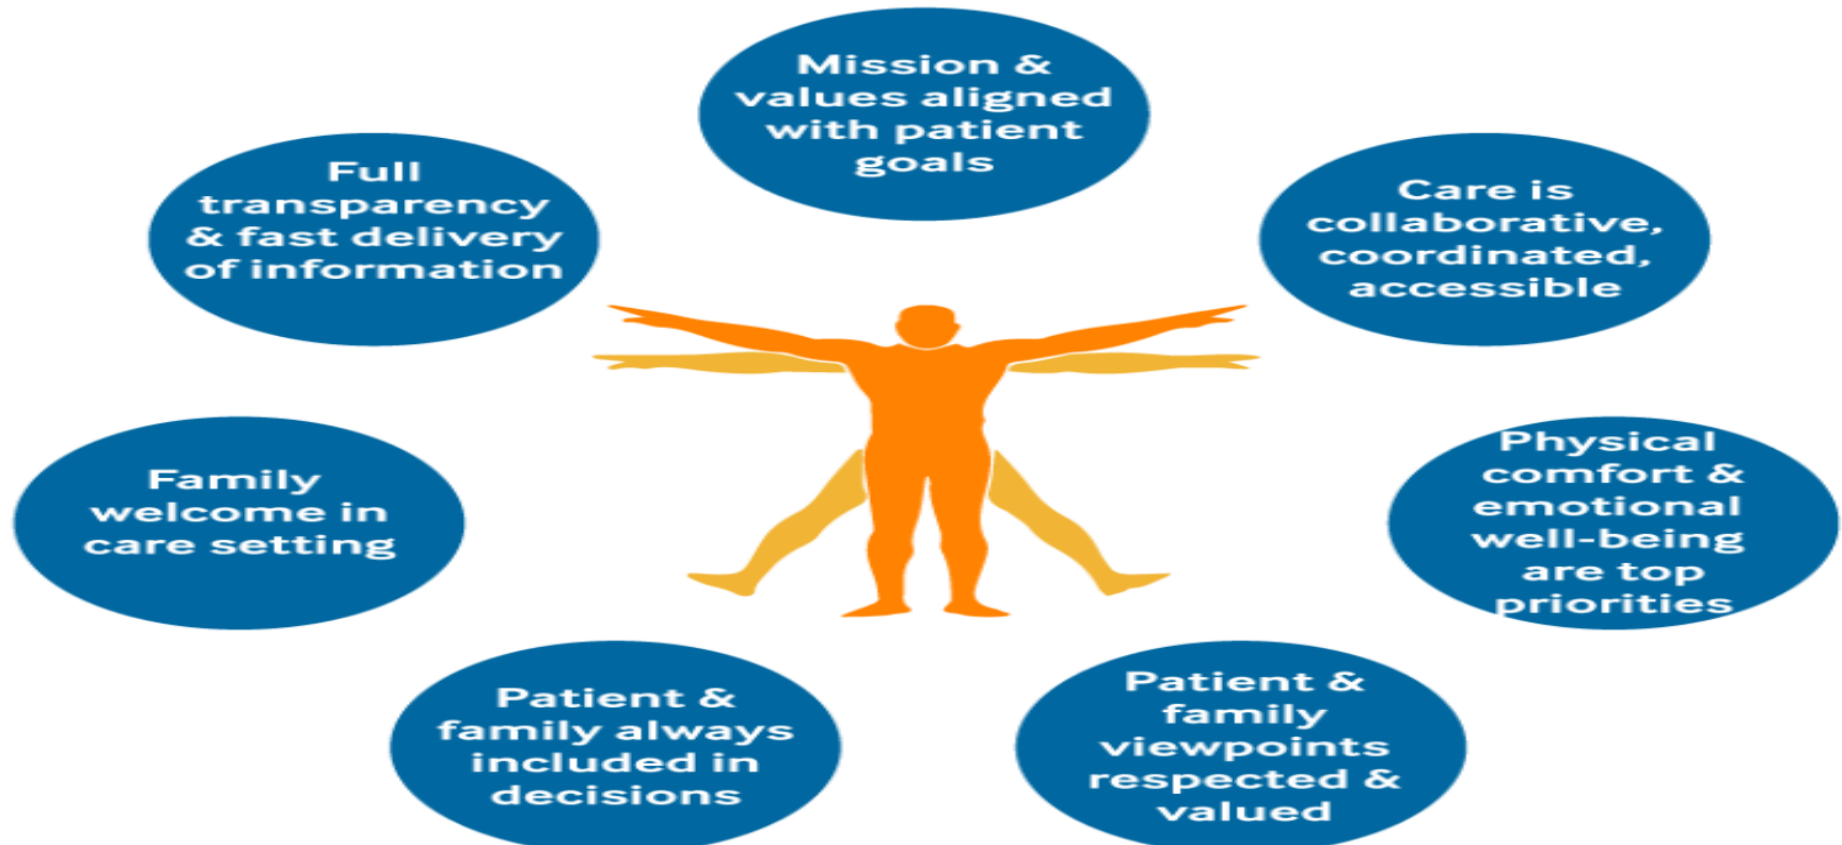 Mission &
values aligned
with patient
goals
Care is
collaborative,
coordinated,
accessible
Physical
comfort &
emotional
well-being
are top
priorities
Patient &
family
viewpoints
respected &
valued
Patient &
family always
included in
decisions
Family
welcome in
care setting
Full
transparency
& fast delivery
of information